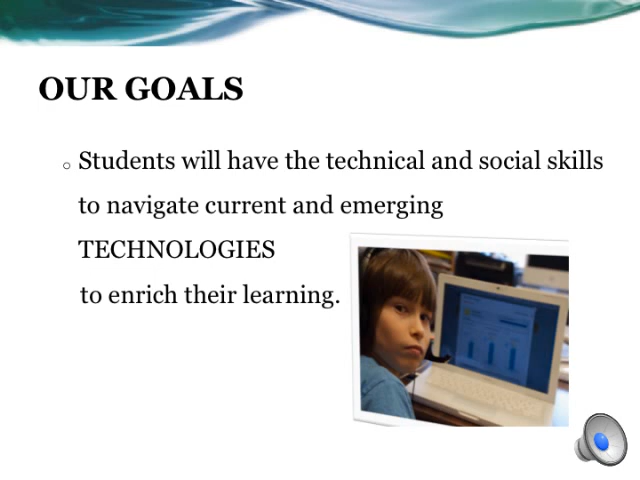 OUR GOALS
Students will have the technical and social skills
to navigate current and emerging
TECHNOLOGIES
to enrich their learning.